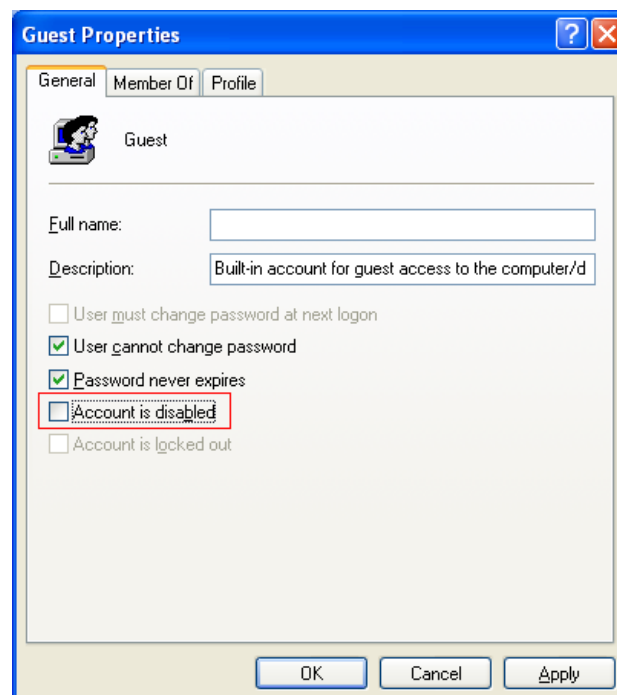 Guest Properties
General Member Of Profile
Guest
Full name:
Description: Built-in account for guest access to the computer/d
User must change password at next logon
User cannot change password
Password never expires
Account is disabled
Account is locked out
OK Cancel Apply